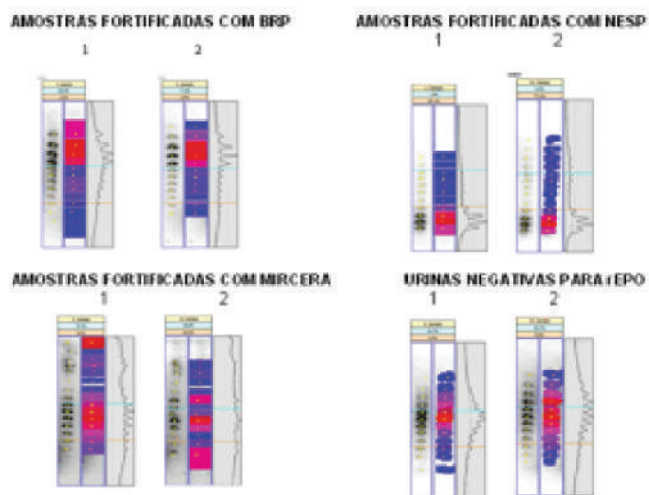 AMOSTRAS FORTIFICADAS COM BRP
1 2
AMOSTRAS FORTIFICADAS COM NESP
1 2
AMOSTRAS FORTIFICADAS COM MIRCERA
1 2
URINAS NEGATIVAS PARA rEPO
1 2